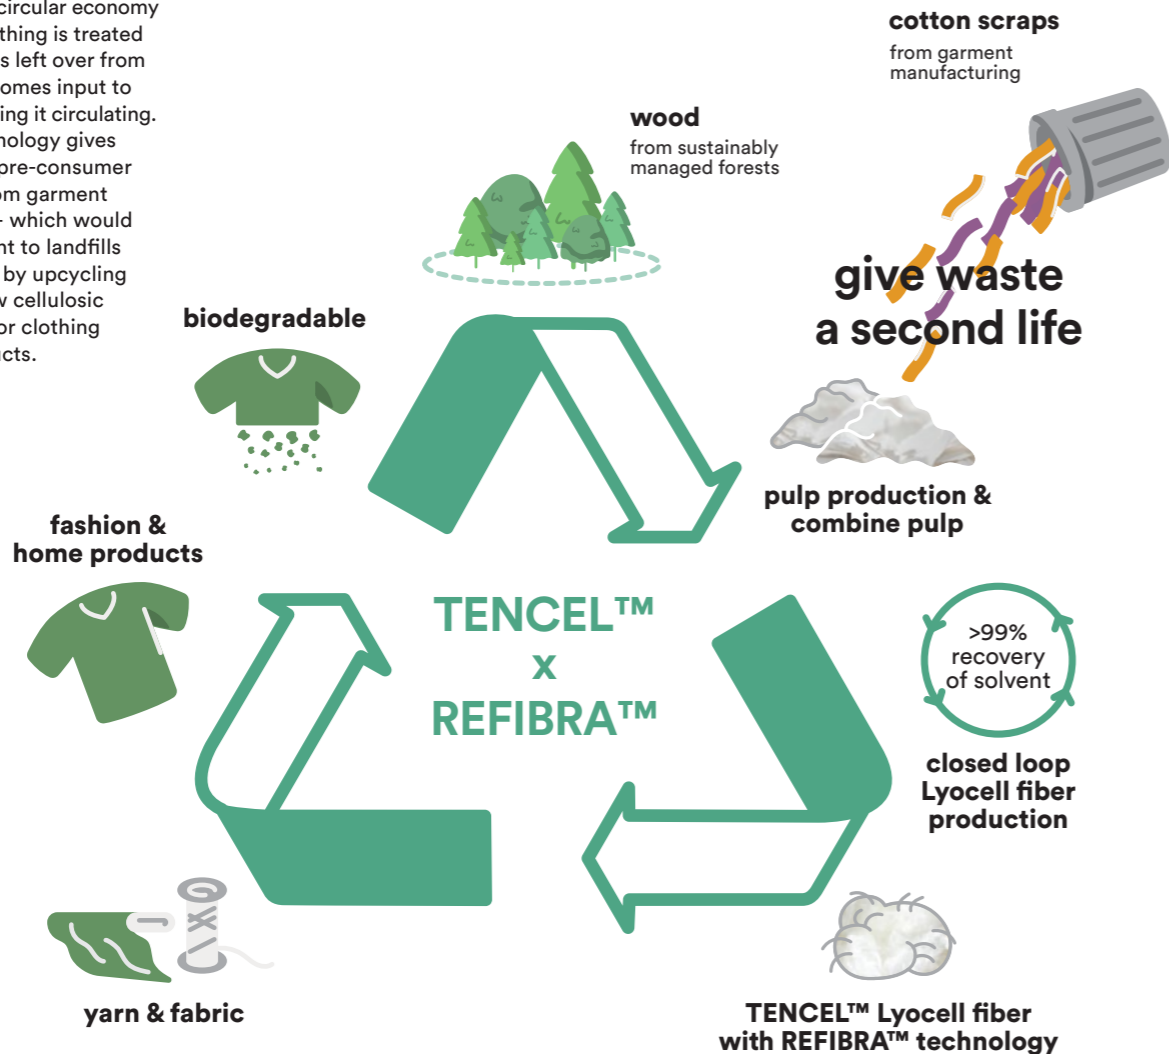 circular economy
thing is treated
s left over from
omes input to
ing it circulating.
nology gives
pre-consumer
om garment
- which would
nt to landfills
by upcycling
w cellulosic
or clothing
ucts.
cotton scraps
from garment
manufacturing
wood
from sustainably
managed forests
give waste
a second life
biodegradable
pulp production &
combine pulp
fashion &
home products
TENCEL™
x
REFIBRA™
>99%
recovery
of solvent
closed loop
Lyocell fiber
production
yarn & fabric
TENCEL™ Lyocell fiber
with REFIBRA™ technology